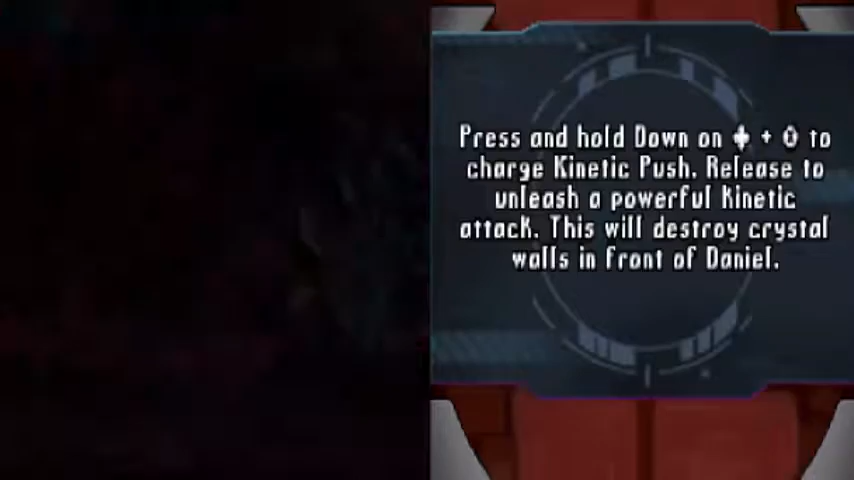 Press and hold Down on ✚ + Ⓧ to
charge Kinetic Push. Release to
unleash a powerful Kinetic
attack. This will destroy crystal
walls in front of Daniel.